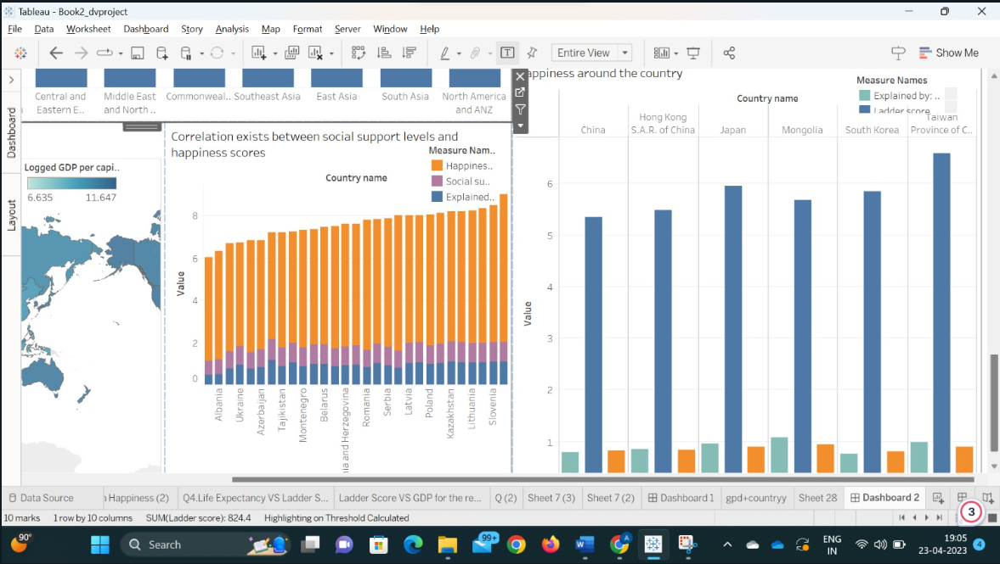 Tableau - Book2_dvproject
File Data Worksheet Dashboard Story Analysis Map Format Server Window Help
Entire View
Show Me
Dashboard
Layout
Central and Eastern E..
Middle East and North ..
Commonweal..
Southeast Asia
East Asia
South Asia
North America and ANZ
Logged GDP per capi..
6.635 11.647
Correlation exists between social support levels and
happiness scores
Measure Nam..
Happines..
Social su..
Explained..
Country name
Value
8
6
4
2
0
Albania
Ukraine
Azerbaijan
Tajikistan
Montenegro
Belarus
ia and Herzegovina
Romania
Serbia
Latvia
Poland
Kazakhstan
Lithuania
Slovenia
appiness around the country
Measure Names
Explained by: ..
Ladder score
Country name
China
Hong Kong S.A.R. of China
Japan
Mongolia
South Korea
Taiwan Province of C..
Value
6
5
4
3
2
1
Data Source
Happiness (2)
Q4.Life Expectancy VS Ladder S...
Ladder Score VS GDP for the re...
Q (2)
Sheet 7 (3)
Sheet 7 (2)
Dashboard 1
gpd+countryy
Sheet 28
Dashboard 2
10 marks 1 row by 10 columns SUM(Ladder score): 824.4 Highlighting on Threshold Calculated
3
90°
Search
99+
ENG
IN
19:05
23-04-2023
4